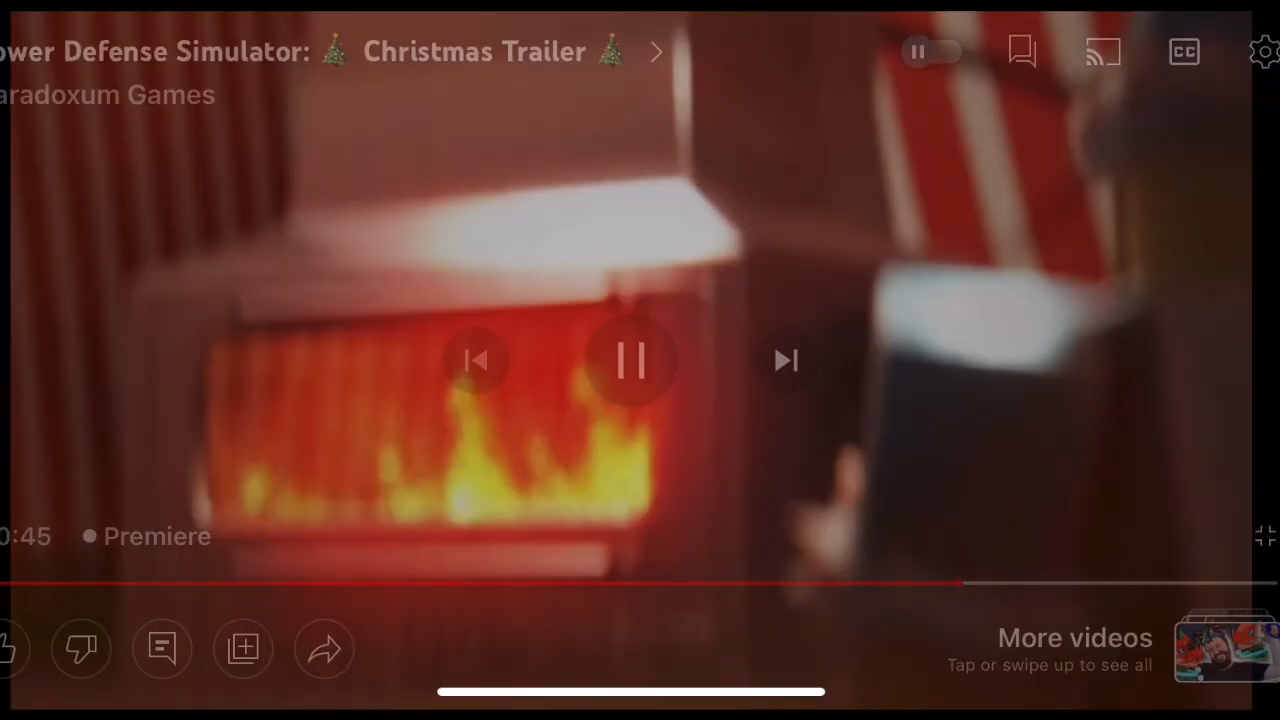 ower Defense Simulator: 🎄 Christmas Trailer 🎄
aradoxum Games
CC
0:45 • Premiere
More videos
Tap or swipe up to see all